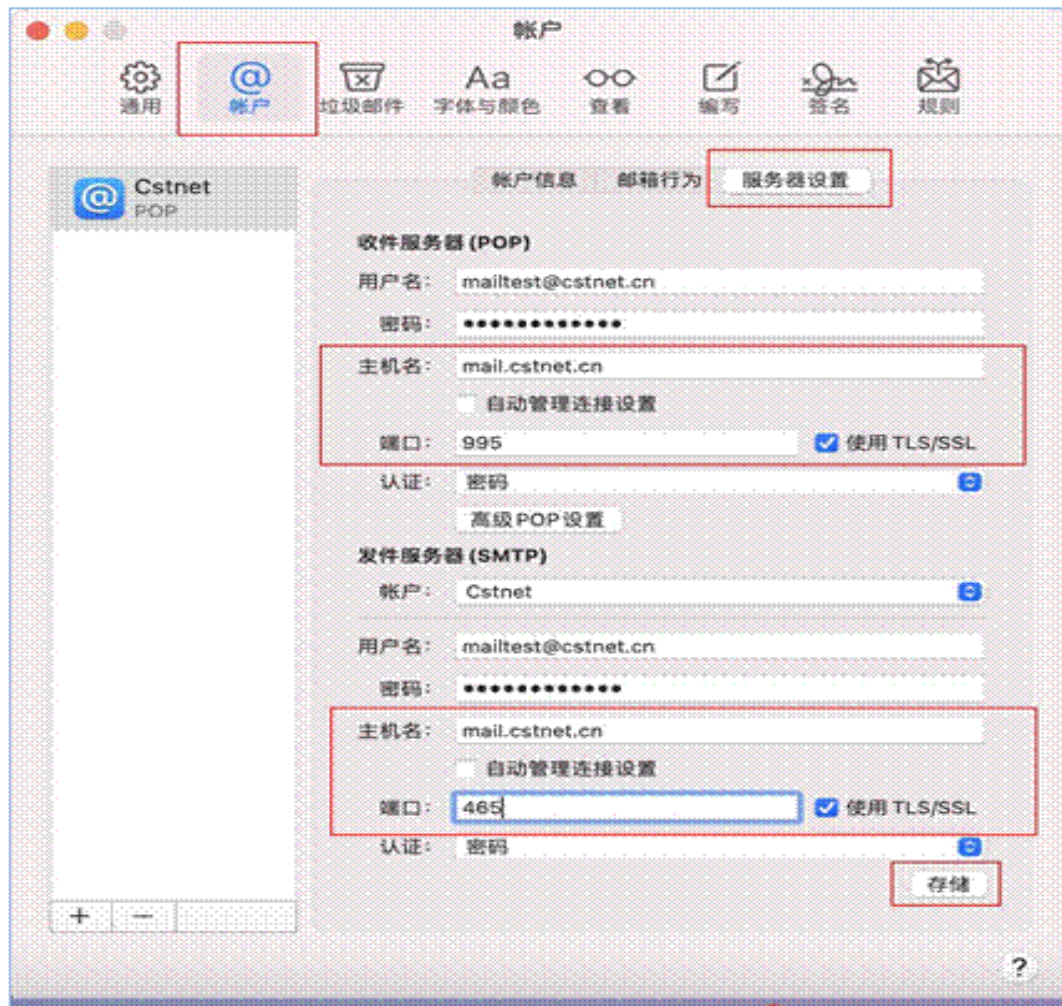 帐户
通用 @ 帐户 垃圾邮件 Aa 字体与颜色 查看 编写 签名 规则
@ Cstnet
POP
帐户信息 邮箱行为 服务器设置
收件服务器 (POP)
用户名: mailtest@cstnet.cn
密码: ••••••••••••
主机名: mail.cstnet.cn
自动管理连接设置
端口: 995 使用 TLS/SSL
认证: 密码
高级 POP 设置
发件服务器 (SMTP)
帐户: Cstnet
用户名: mailtest@cstnet.cn
密码: ••••••••••••
主机名: mail.cstnet.cn
自动管理连接设置
端口: 465 使用 TLS/SSL
认证: 密码
存储
+ −
?